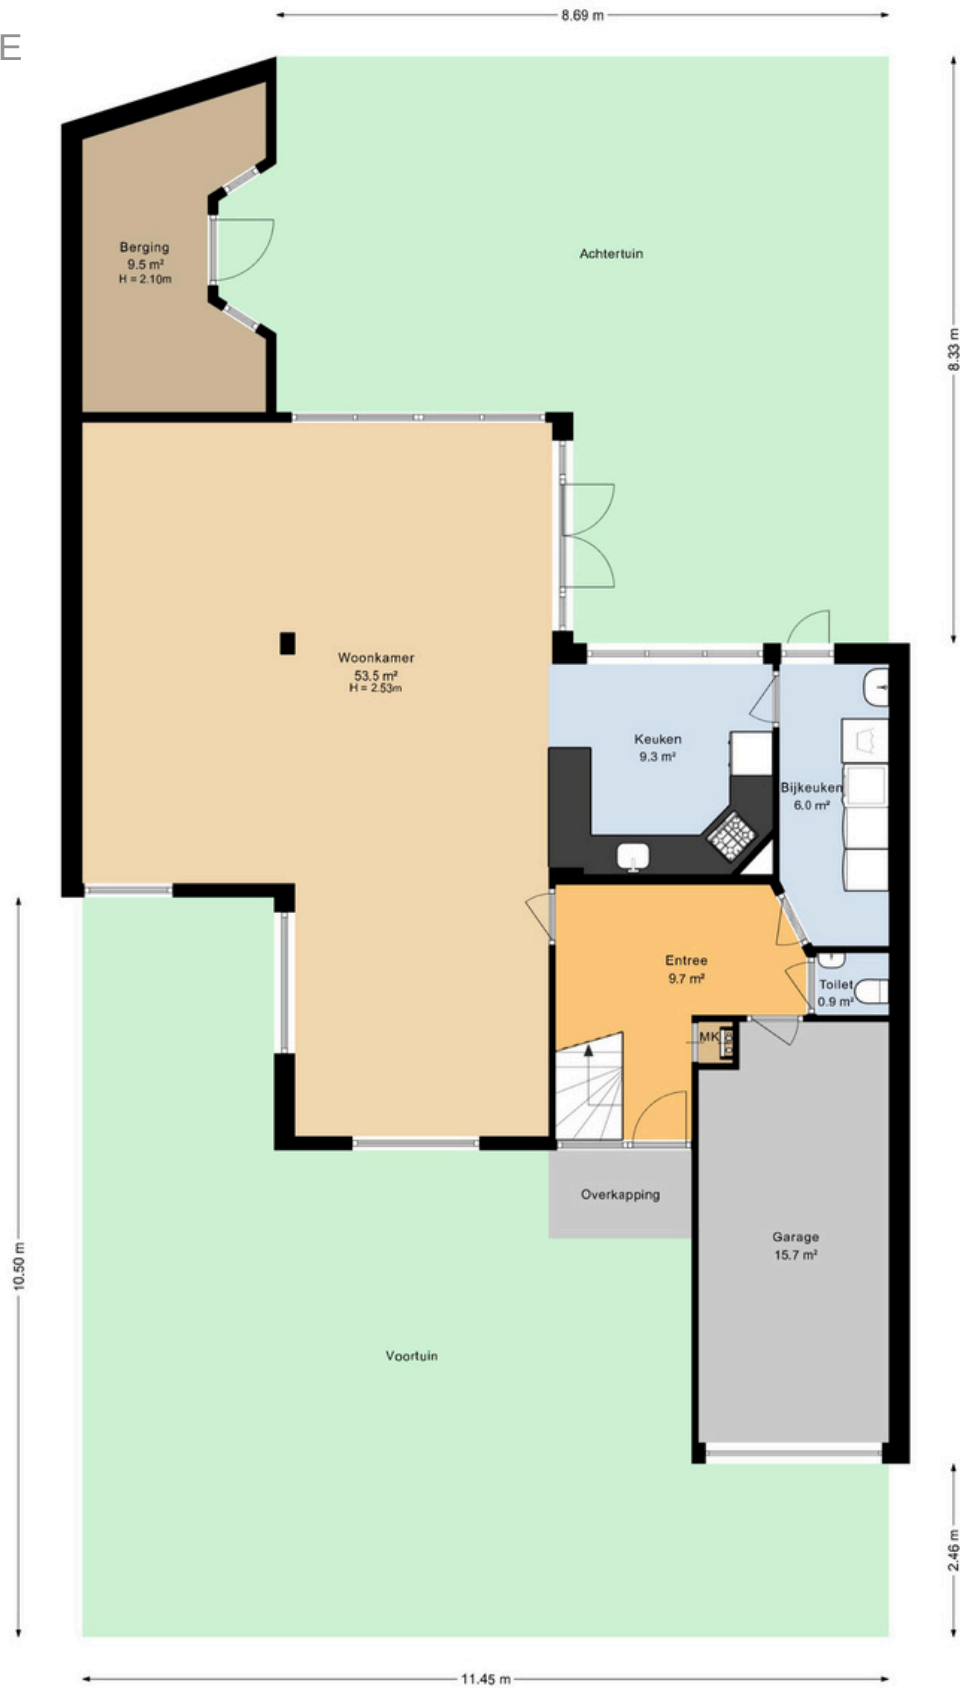 8.69 m
E
Berging
9.5 m²
H = 2.10m
Achtertuin
8.33 m
Woonkamer
53.5 m²
H = 2.53m
Keuken
9.3 m²
Bijkeuken
6.0 m²
Entree
9.7 m²
Toilet
0.9 m²
MK
Overkapping
Garage
15.7 m²
10.50 m
Voortuin
2.46 m
11.45 m